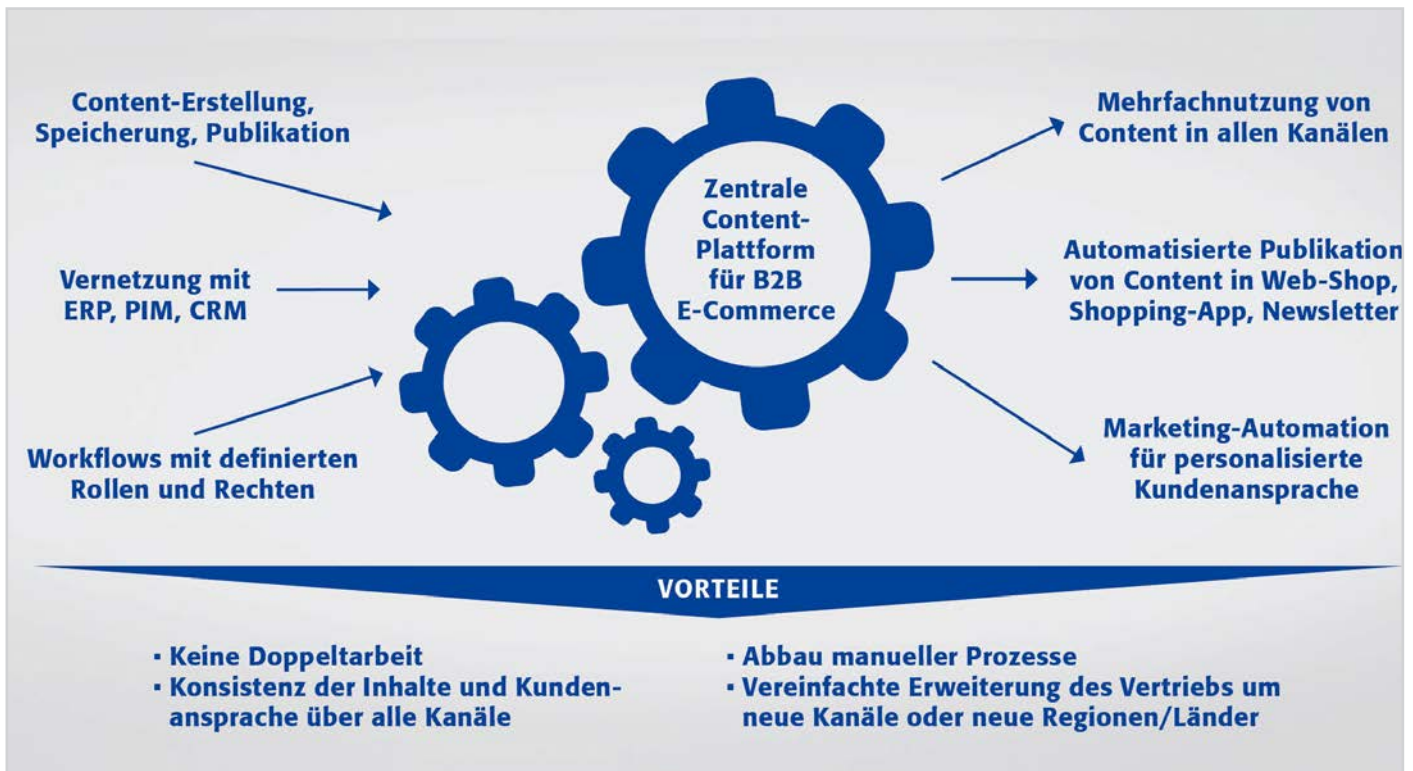 Content-Erstellung,
Speicherung, Publikation
Vernetzung mit
ERP, PIM, CRM
Workflows mit definierten
Rollen und Rechten
Zentrale
Content-
Plattform
für B2B
E-Commerce
Mehrfachnutzung von
Content in allen Kanälen
Automatisierte Publikation
von Content in Web-Shop,
Shopping-App, Newsletter
Marketing-Automation
für personalisierte
Kundenansprache
VORTEILE
▪ Keine Doppeltarbeit
▪ Konsistenz der Inhalte und Kunden-
ansprache über alle Kanäle
▪ Abbau manueller Prozesse
▪ Vereinfachte Erweiterung des Vertriebs um
neue Kanäle oder neue Regionen/Länder